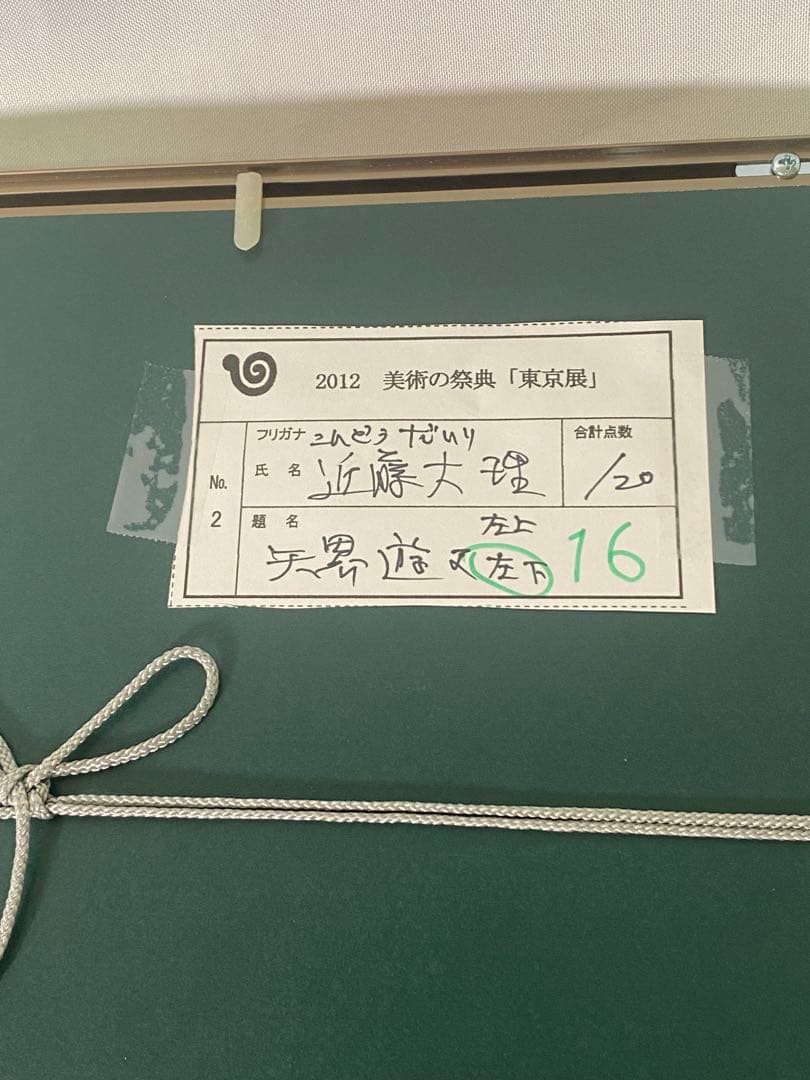 2012 美術の祭典「東京展」
No. 2
フリガナ こんどう だいり
氏名 近藤大理
合計点数 /20
題名
遊
左上
左下
16